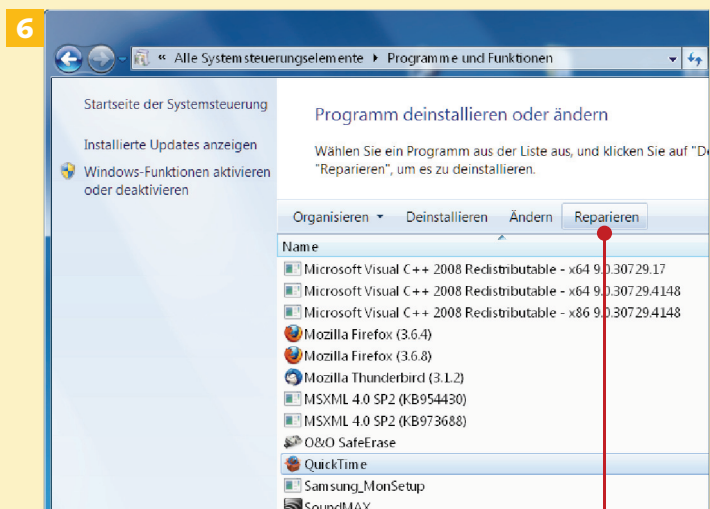 6
« Alle Systemsteuerungselemente Programme und Funktionen
Startseite der Systemsteuerung
Installierte Updates anzeigen
Windows-Funktionen aktivieren
oder deaktivieren
Programm deinstallieren oder ändern
Wählen Sie ein Programm aus der Liste aus, und klicken Sie auf "De
"Reparieren", um es zu deinstallieren.
Organisieren Deinstallieren Ändern Reparieren
Name
Microsoft Visual C++ 2008 Redistributable - x64 9.0.30729.17
Microsoft Visual C++ 2008 Redistributable - x64 9.0.30729.4148
Microsoft Visual C++ 2008 Redistributable - x86 9.0.30729.4148
Mozilla Firefox (3.6.4)
Mozilla Firefox (3.6.8)
Mozilla Thunderbird (3.1.2)
MSXML 4.0 SP2 (KB954430)
MSXML 4.0 SP2 (KB973688)
O&O SafeErase
QuickTime
Samsung_MonSetup
SoundMAX